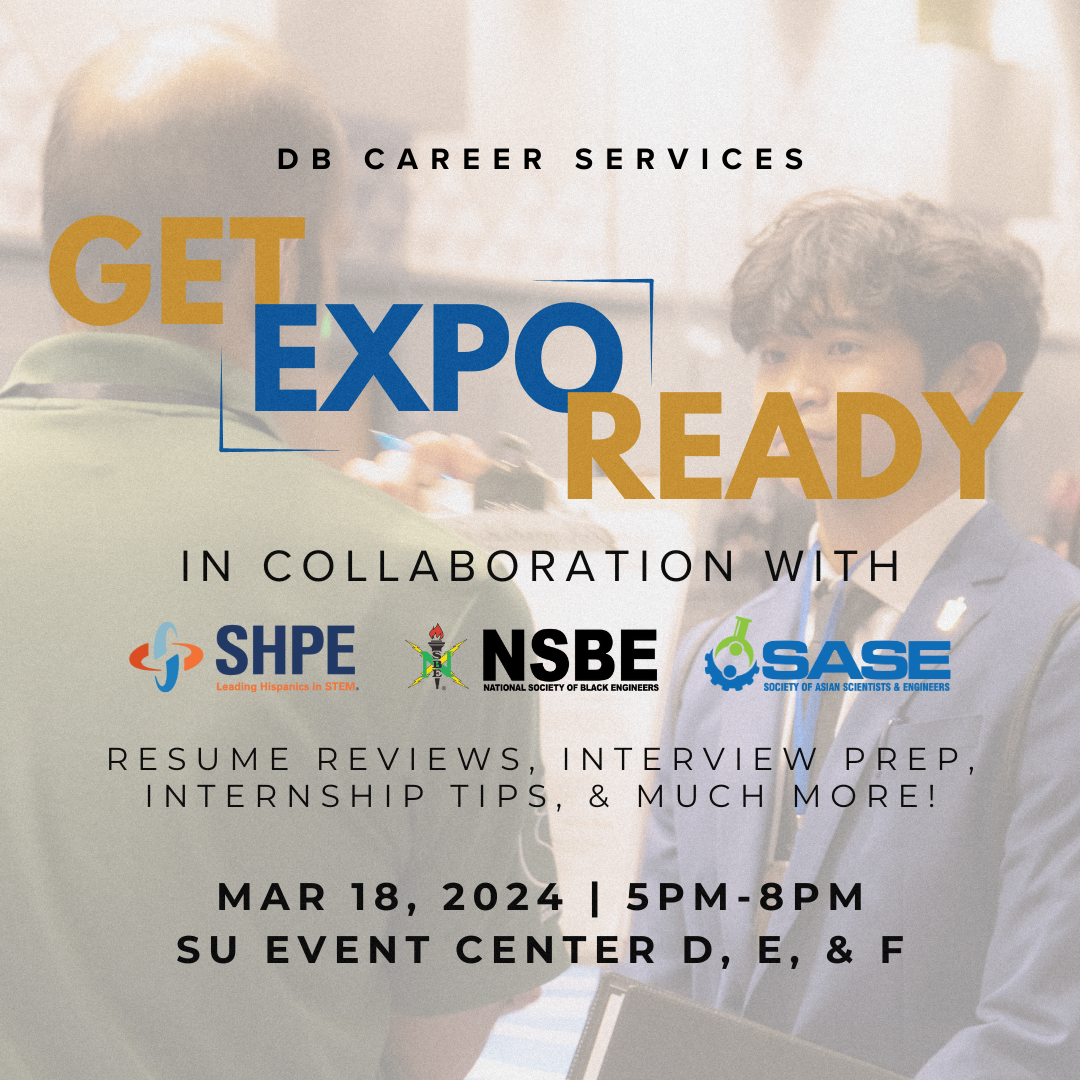 DB CAREER SERVICES
GET
EXPO
READY
IN COLLABORATION WITH
SHPE
Leading Hispanics in STEM.
NSBE
NSBE
NATIONAL SOCIETY OF BLACK ENGINEERS
SASE
SOCIETY OF ASIAN SCIENTISTS & ENGINEERS
RESUME REVIEWS, INTERVIEW PREP,
INTERNSHIP TIPS, & MUCH MORE!
MAR 18, 2024 | 5PM-8PM
SU EVENT CENTER D, E, & F